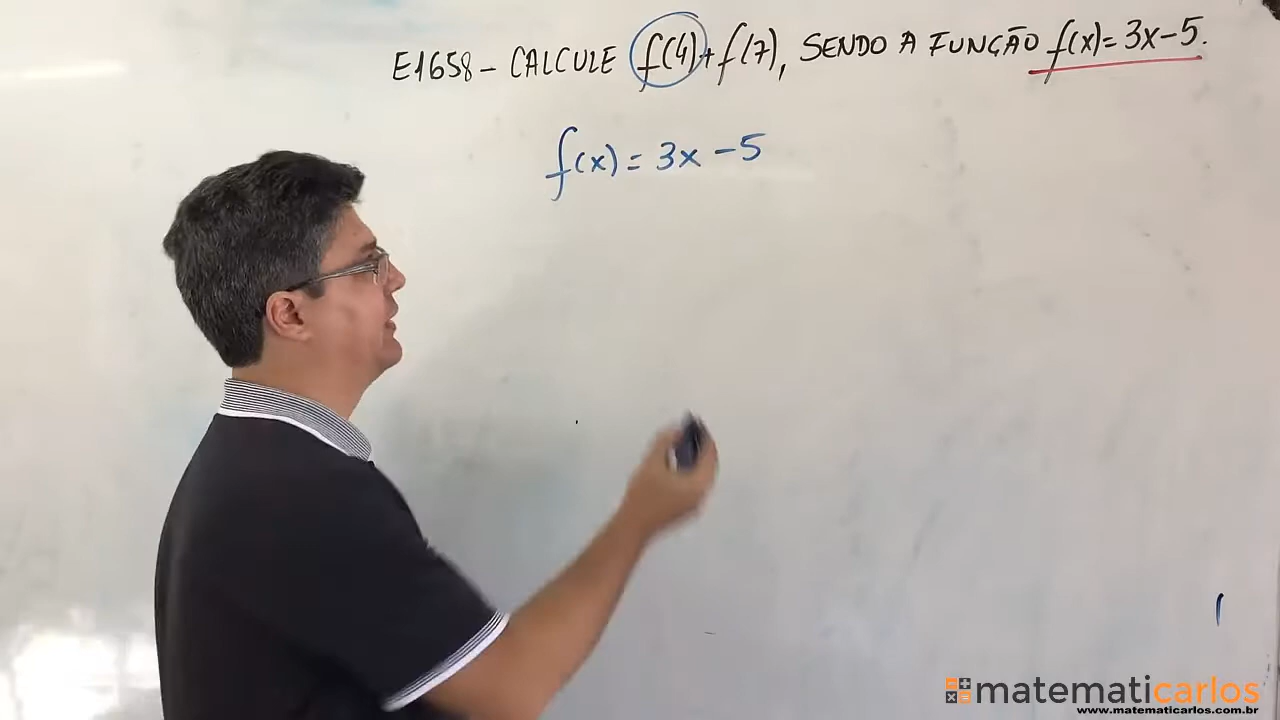 E1658 - CALCULE f(4)+f(7), SENDO A FUNÇÃO f(x)=3x-5.
f(x) = 3x -5
matematicarlos
www.matematicarlos.com.br